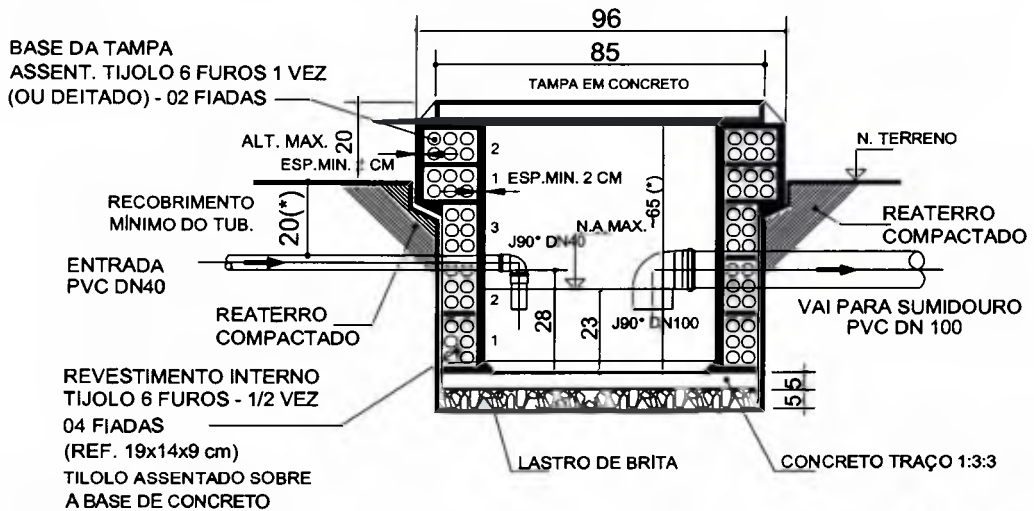 96
85
BASE DA TAMPA
ASSENT. TIJOLO 6 FUROS 1 VEZ
(OU DEITADO) - 02 FIADAS
TAMPA EM CONCRETO
20
ALT. MAX.
ESP.MIN. 2 CM
2
1
ESP.MIN. 2 CM
~65 (*)
2
1
N. TERRENO
RECOBRIMENTO
MÍNIMO DO TUB.
20(*)
3
J90° DN40
N.A MAX.
REATERRO
COMPACTADO
ENTRADA
PVC DN40
REATERRO
COMPACTADO
2
1
28
23
J90° DN100
VAI PARA SUMIDOURO
PVC DN 100
REVESTIMENTO INTERNO
TIJOLO 6 FUROS - 1/2 VEZ
04 FIADAS
(REF. 19x14x9 cm)
TILOLO ASSENTADO SOBRE
A BASE DE CONCRETO
5
5
LASTRO DE BRITA
CONCRETO TRAÇO 1:3:3